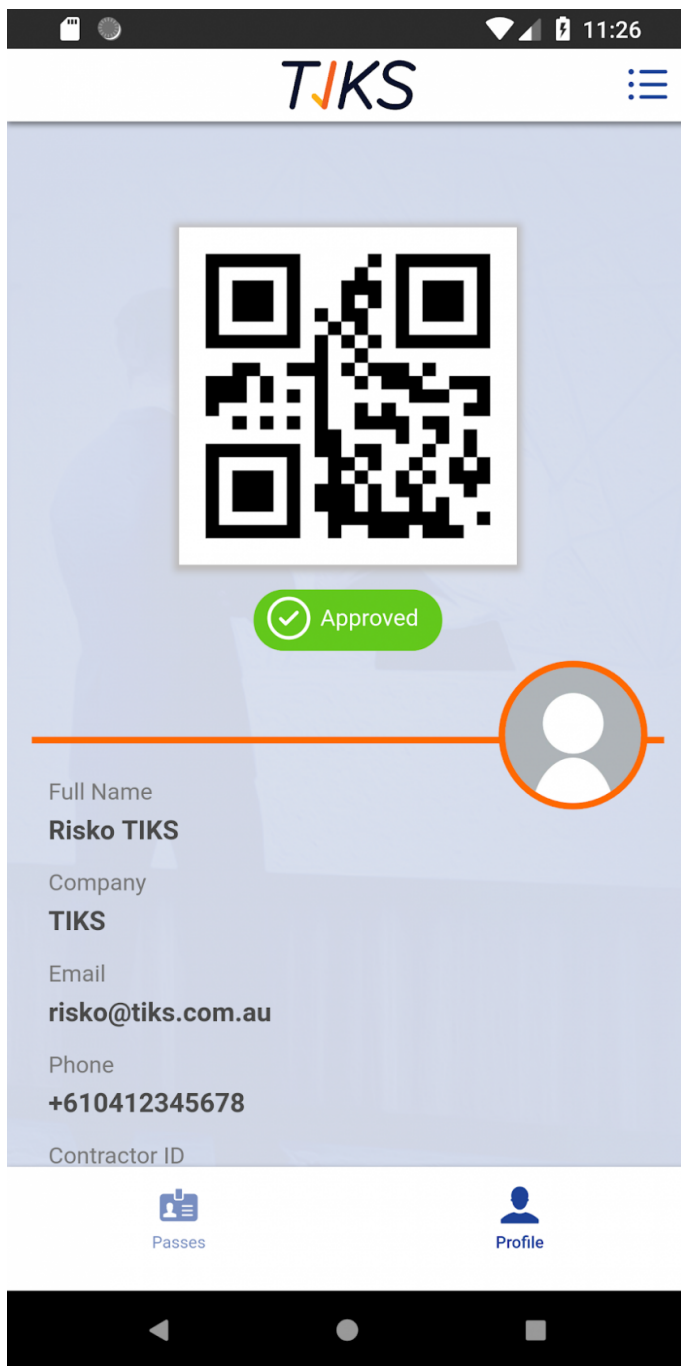 11:26
TIKS
Approved
Full Name
Risko TIKS
Company
TIKS
Email
risko@tiks.com.au
Phone
+610412345678
Contractor ID
Passes
Profile